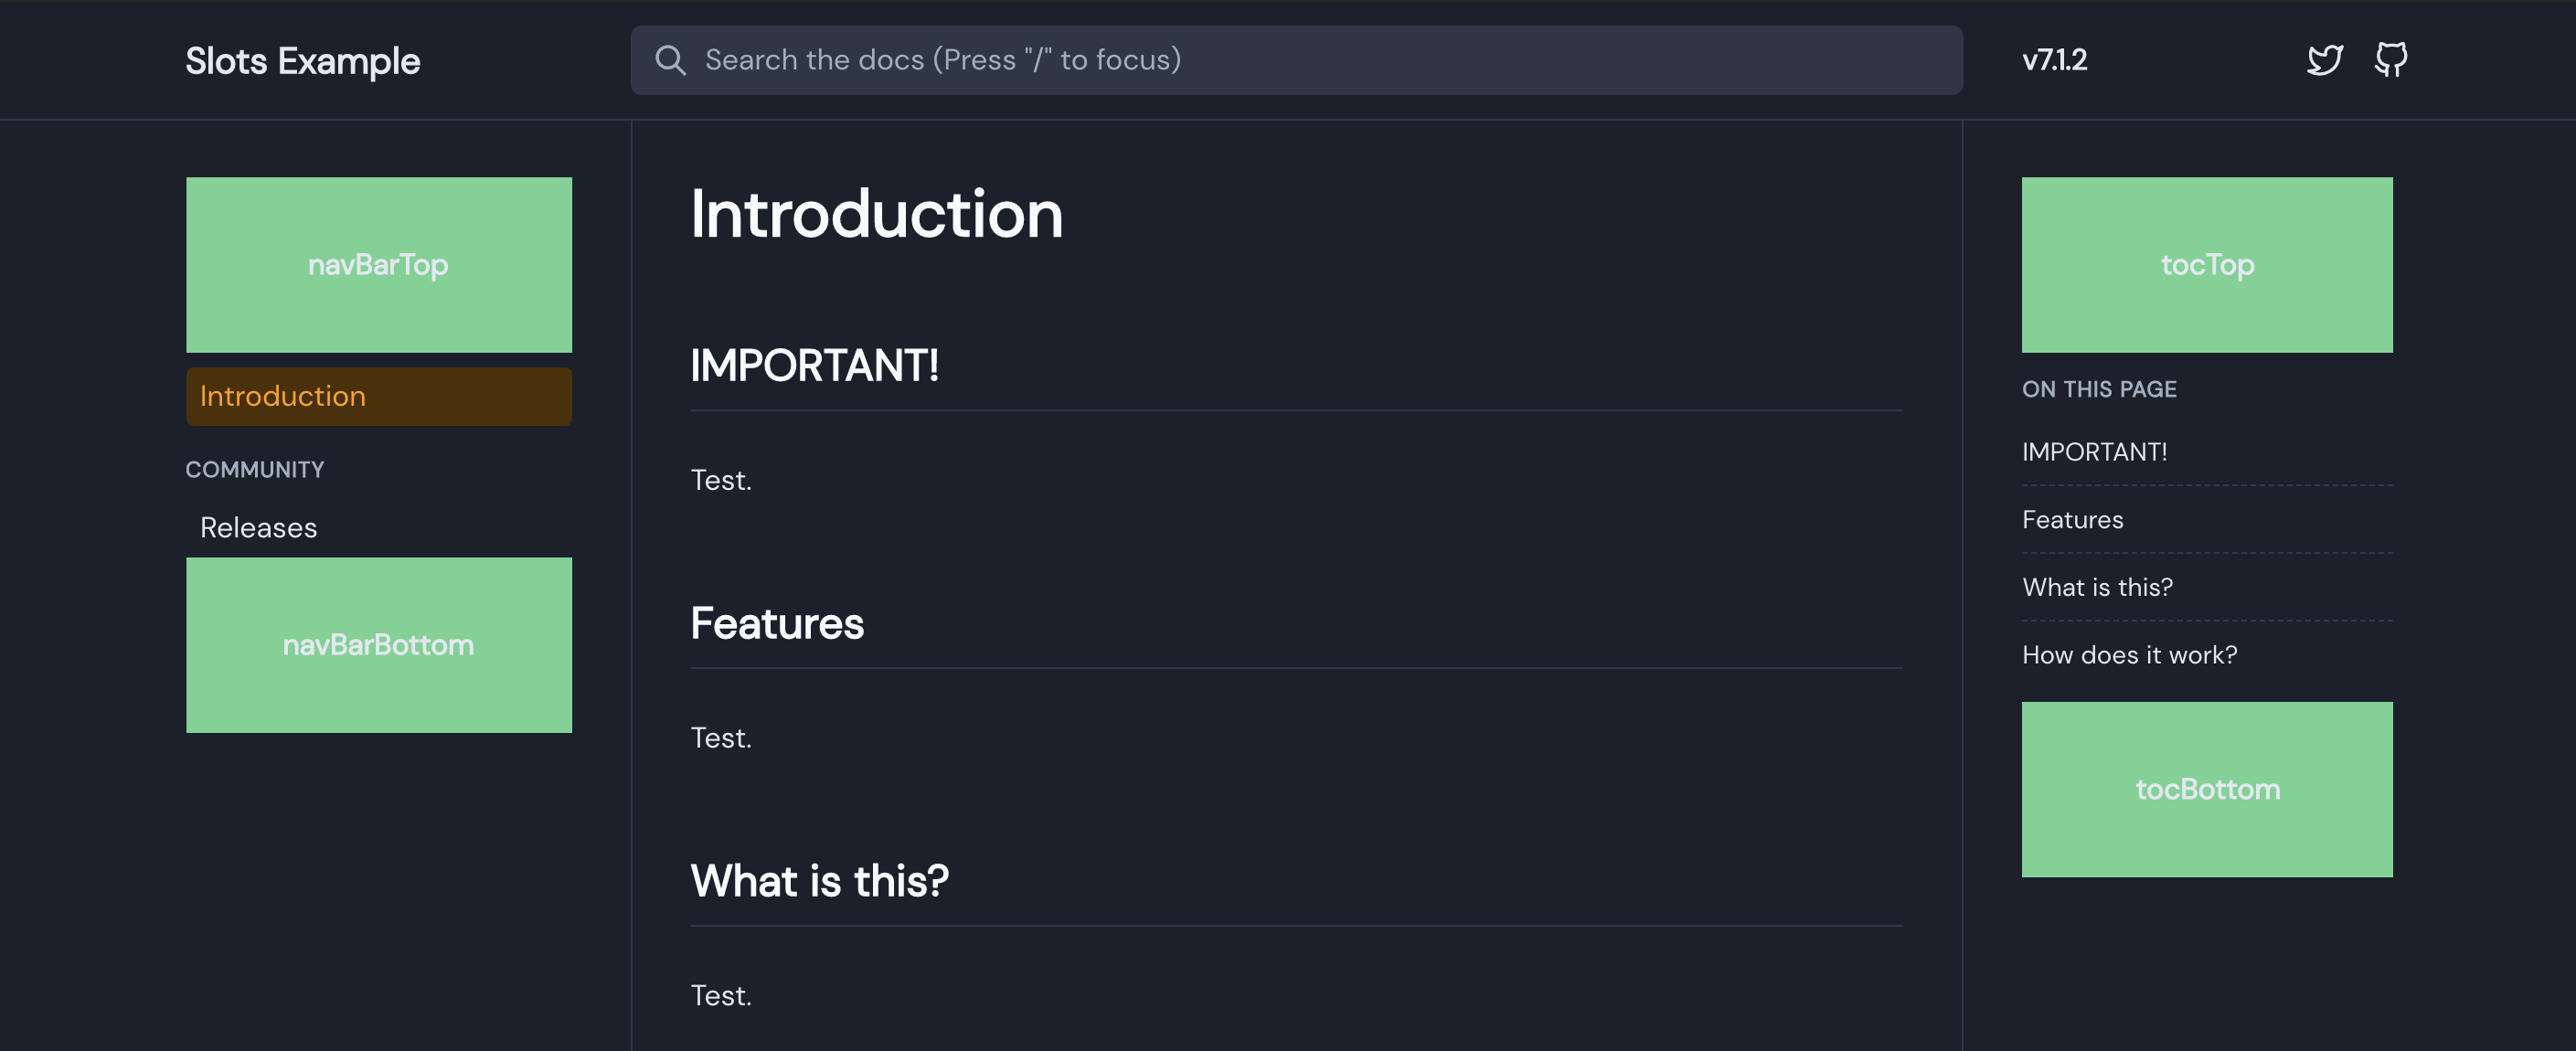 Slots Example
Search the docs (Press "/" to focus)
v7.1.2
navBarTop
Introduction
COMMUNITY
Releases
navBarBottom
Introduction
IMPORTANT!
Test.
Features
Test.
What is this?
Test.
tocTop
ON THIS PAGE
IMPORTANT!
Features
What is this?
How does it work?
tocBottom